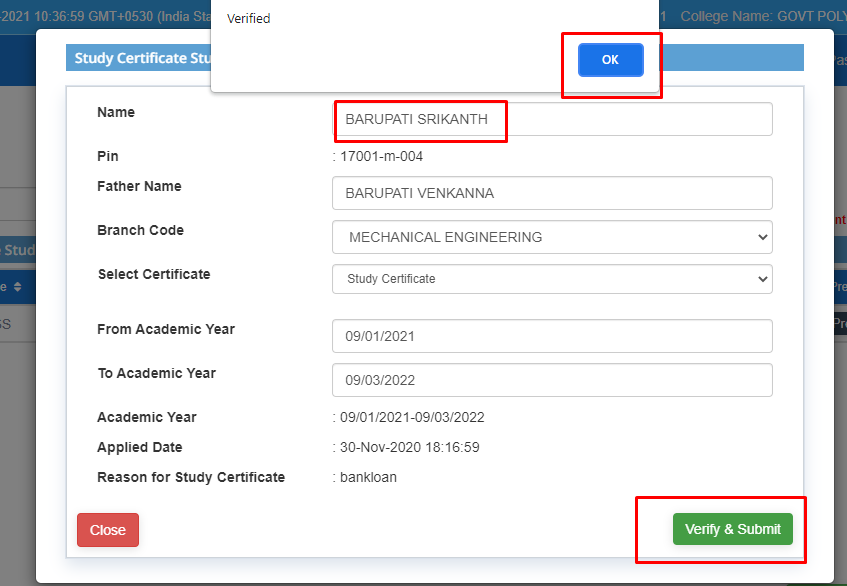 Verified
-2021 10:36:59 GMT+0530 (India Sta
1 College Name: GOVT POLY
OK
Study Certificate Stu
Name
BARUPATI SRIKANTH
Pin
: 17001-m-004
Father Name
BARUPATI VENKANNA
Branch Code
MECHANICAL ENGINEERING
Select Certificate
Study Certificate
From Academic Year
09/01/2021
To Academic Year
09/03/2022
Academic Year
: 09/01/2021-09/03/2022
Applied Date
: 30-Nov-2020 18:16:59
Reason for Study Certificate
: bankloan
Close
Verify & Submit